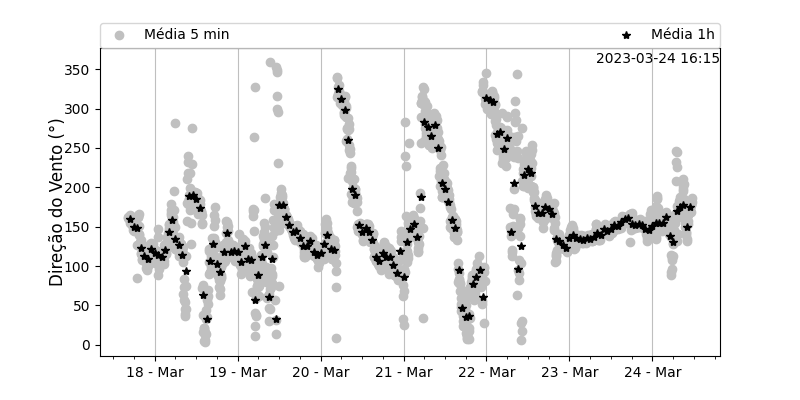 Média 5 min
Média 1h
2023-03-24 16:15
Direção do Vento (°)
350
300
250
200
150
100
50
0
18 - Mar
19 - Mar
20 - Mar
21 - Mar
22 - Mar
23 - Mar
24 - Mar